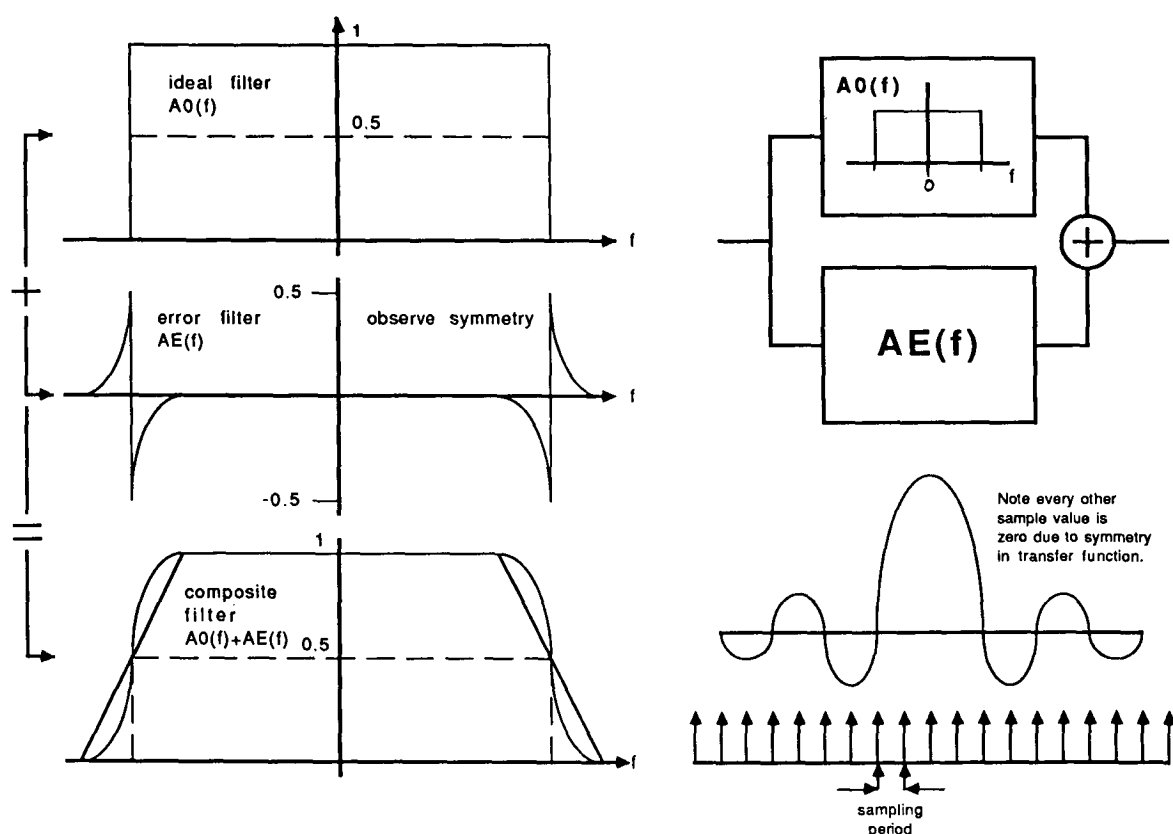 1
ideal filter
A0(f)
0.5
f
+
0.5
error filter
AE(f)
observe symmetry
f
-0.5
=
1
composite
filter
A0(f)+AE(f)
0.5
f
A0(f)
0
f
+
AE(f)
Note every other
sample value is
zero due to symmetry
in transfer function.
sampling
period